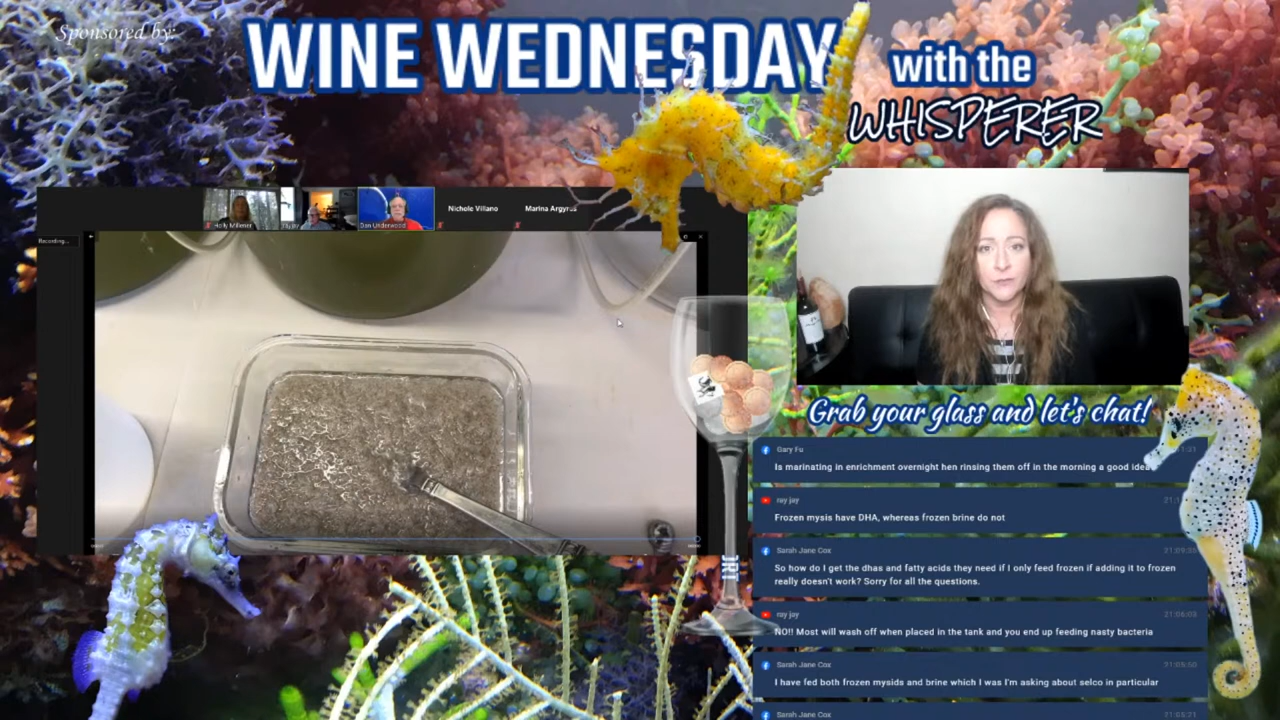 Sponsored by:
WINE WEDNESDAY
with the
WHISPERER
Holly Millener
Dan Underwood
Nichole Villano
Marina Argyros
Recording...
Grab your glass and let's chat!
Gary Fu
Is marinating in enrichment overnight hen rinsing them off in the morning a good idea
ray jay
Frozen mysis have DHA, whereas frozen brine do not
Sarah Jane Cox
So how do I get the dhas and fatty acids they need if I only feed frozen if adding it to frozen
really doesn't work? Sorry for all the questions.
ray jay
21:06:03
NO!! Most will wash off when placed in the tank and you end up feeding nasty bacteria
Sarah Jane Cox
21:05:50
I have fed both frozen mysids and brine which I was I'm asking about selco in particular
Sarah Jane Cox
21:05:21